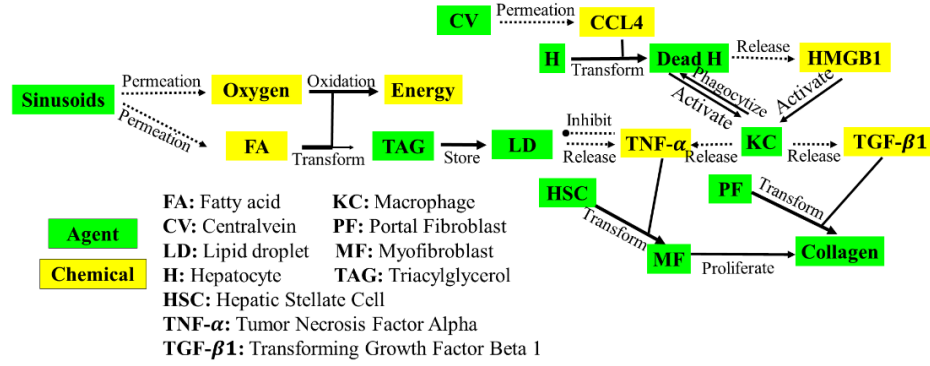 CV
Permeation
CCL4
H
Transform
Dead H
Release
HMGB1
Phagocytize
Activate
Activate
Sinusoids
Permeation
Oxygen
Oxidation
Energy
Permeation
FA
Transform
TAG
Store
LD
Inhibit
Release
TNF-α
Release
KC
Release
TGF-β1
HSC
Transform
MF
Proliferate
PF
Transform
Collagen
Agent
Chemical
FA: Fatty acid
KC: Macrophage
CV: Centralvein
PF: Portal Fibroblast
LD: Lipid droplet
MF: Myofibroblast
H: Hepatocyte
TAG: Triacylglycerol
HSC: Hepatic Stellate Cell
TNF-α: Tumor Necrosis Factor Alpha
TGF-β1: Transforming Growth Factor Beta 1